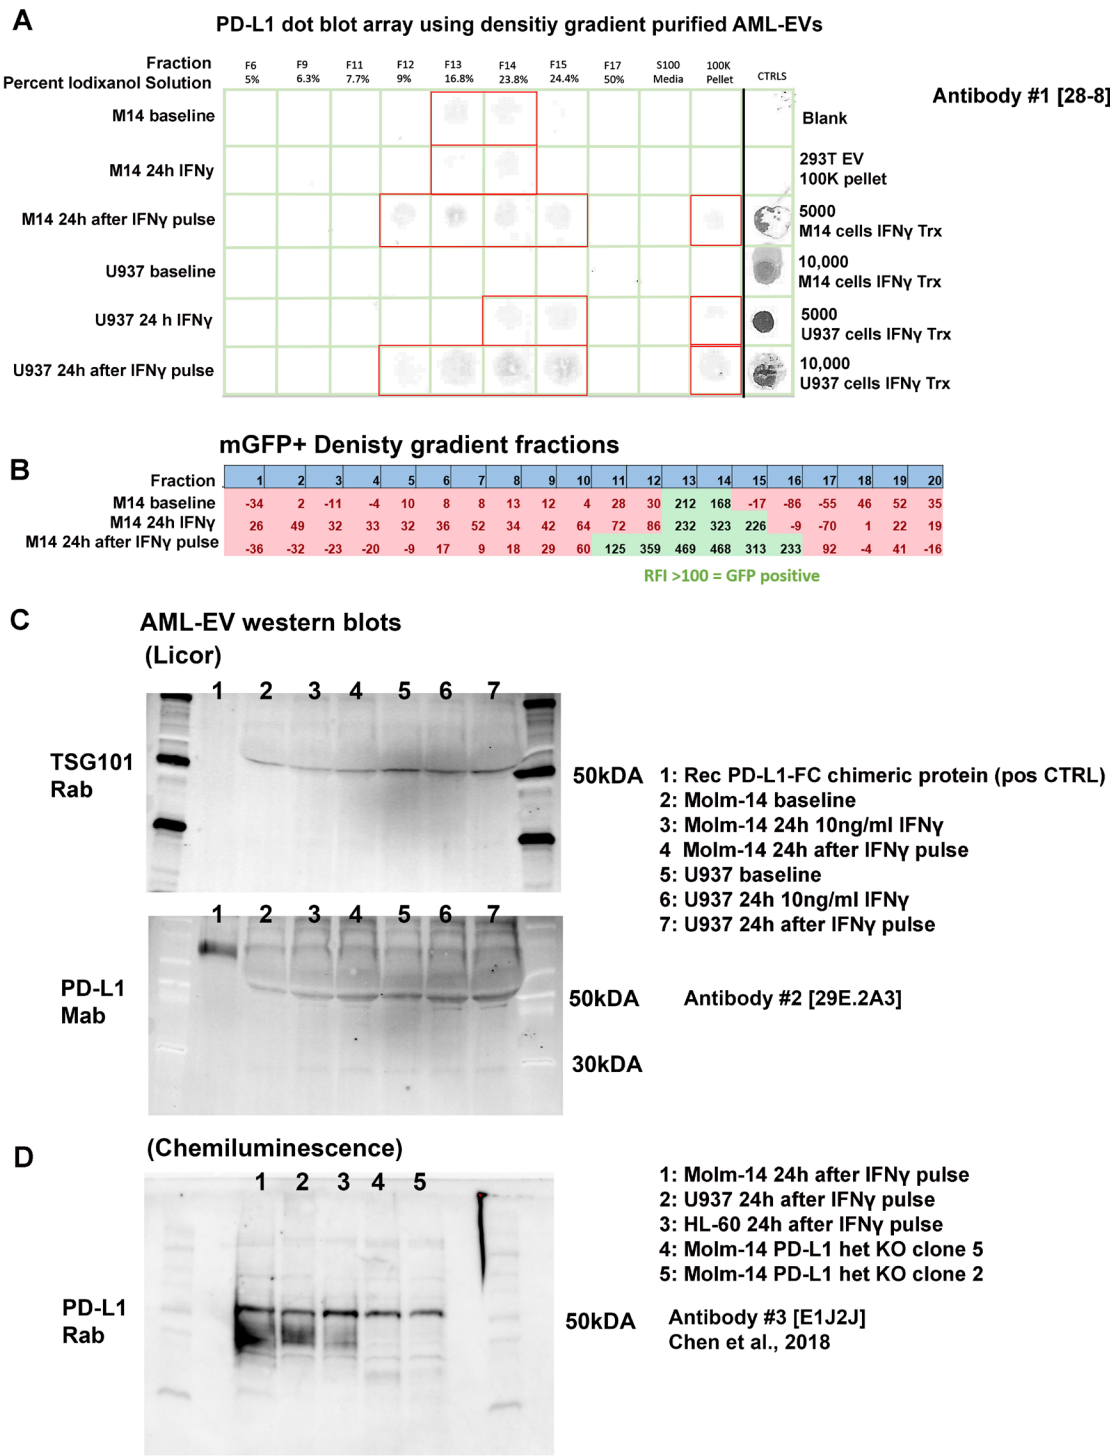 A
PD-L1 dot blot array using densitiy gradient purified AML-EVs
Fraction F6 F9 F11 F12 F13 F14 F15 F17 S100 100K
Percent Iodixanol Solution 5% 6.3% 7.7% 9% 16.8% 23.8% 24.4% 50% Media Pellet CTRLS
Antibody #1 [28-8]
M14 baseline Blank
M14 24h IFNγ 293T EV
100K pellet
M14 24h after IFNγ pulse 5000
M14 cells IFNγ Trx
U937 baseline 10,000
M14 cells IFNγ Trx
U937 24 h IFNγ 5000
U937 cells IFNγ Trx
U937 24h after IFNγ pulse 10,000
U937 cells IFNγ Trx
mGFP+ Denisty gradient fractions
B
Fraction 1 2 3 4 5 6 7 8 9 10 11 12 13 14 15 16 17 18 19 20
M14 baseline -34 2 -11 -4 10 8 8 13 12 4 28 30 212 168 -17 -86 -55 46 52 35
M14 24h IFNγ 26 49 32 33 32 36 52 34 42 64 72 86 232 323 226 -9 -70 1 22 19
M14 24h after IFNγ pulse -36 -32 -23 -20 -9 17 9 18 29 60 125 359 469 468 313 233 92 -4 41 -16
RFI >100 = GFP positive
C
AML-EV western blots
(Licor)
1 2 3 4 5 6 7
TSG101
Rab
50kDA
1: Rec PD-L1-FC chimeric protein (pos CTRL)
2: Molm-14 baseline
3: Molm-14 24h 10ng/ml IFNγ
4 Molm-14 24h after IFNγ pulse
5: U937 baseline
6: U937 24h 10ng/ml IFNγ
7: U937 24h after IFNγ pulse
1 2 3 4 5 6 7
PD-L1
Mab
50kDA
Antibody #2 [29E.2A3]
30kDA
D
(Chemiluminescence)
1 2 3 4 5
1: Molm-14 24h after IFNγ pulse
2: U937 24h after IFNγ pulse
3: HL-60 24h after IFNγ pulse
4: Molm-14 PD-L1 het KO clone 5
5: Molm-14 PD-L1 het KO clone 2
PD-L1
Rab
50kDA
Antibody #3 [E1J2J]
Chen et al., 2018